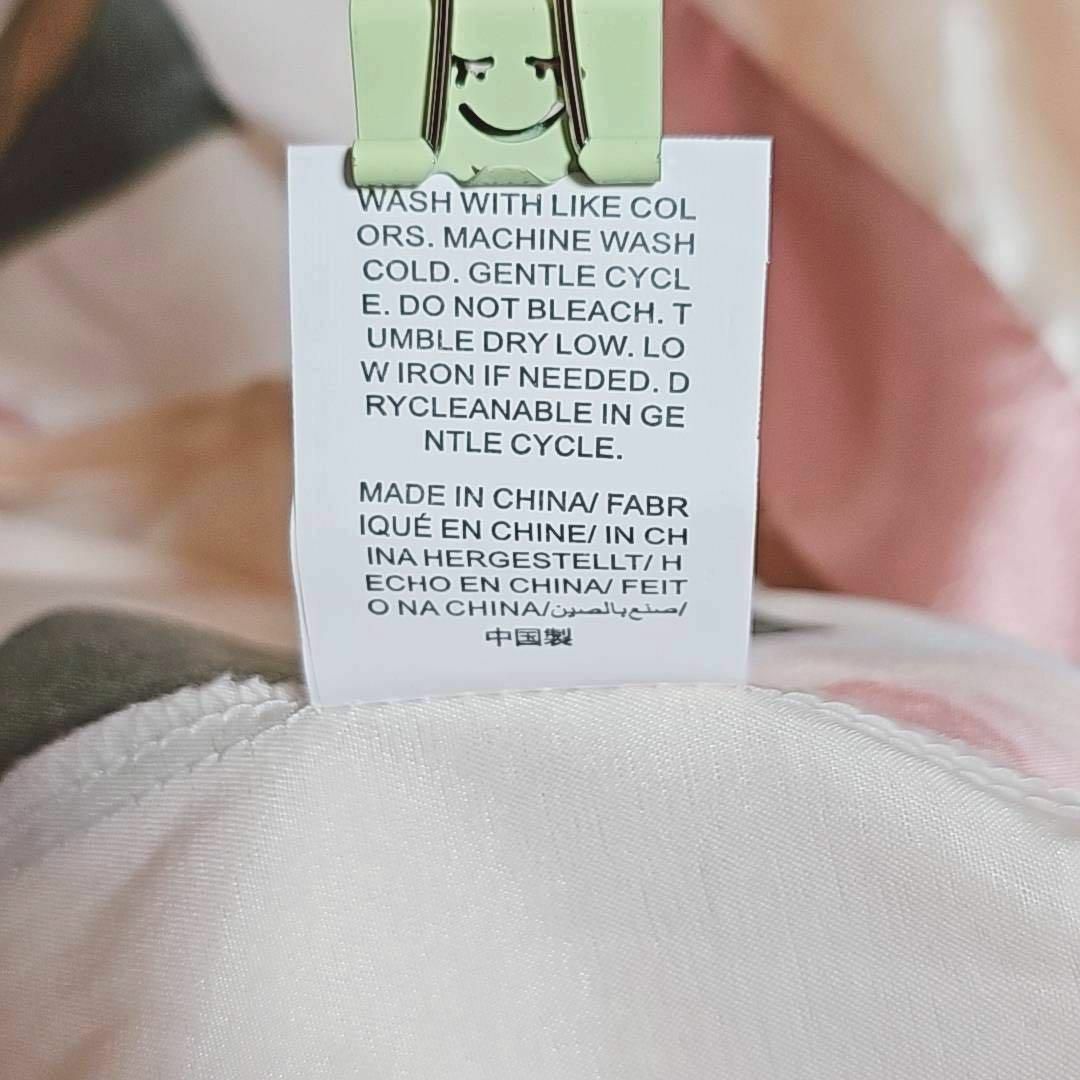 WASH WITH LIKE COL
ORS. MACHINE WASH
COLD. GENTLE CYCL
E. DO NOT BLEACH. T
UMBLE DRY LOW. LO
W IRON IF NEEDED. D
RYCLEANABLE IN GE
NTLE CYCLE.
MADE IN CHINA/ FABR
IQUÉ EN CHINE/ IN CH
INA HERGESTELLT/ H
ECHO EN CHINA/ FEIT
O NA CHINA/صنع بالصين/
中国製